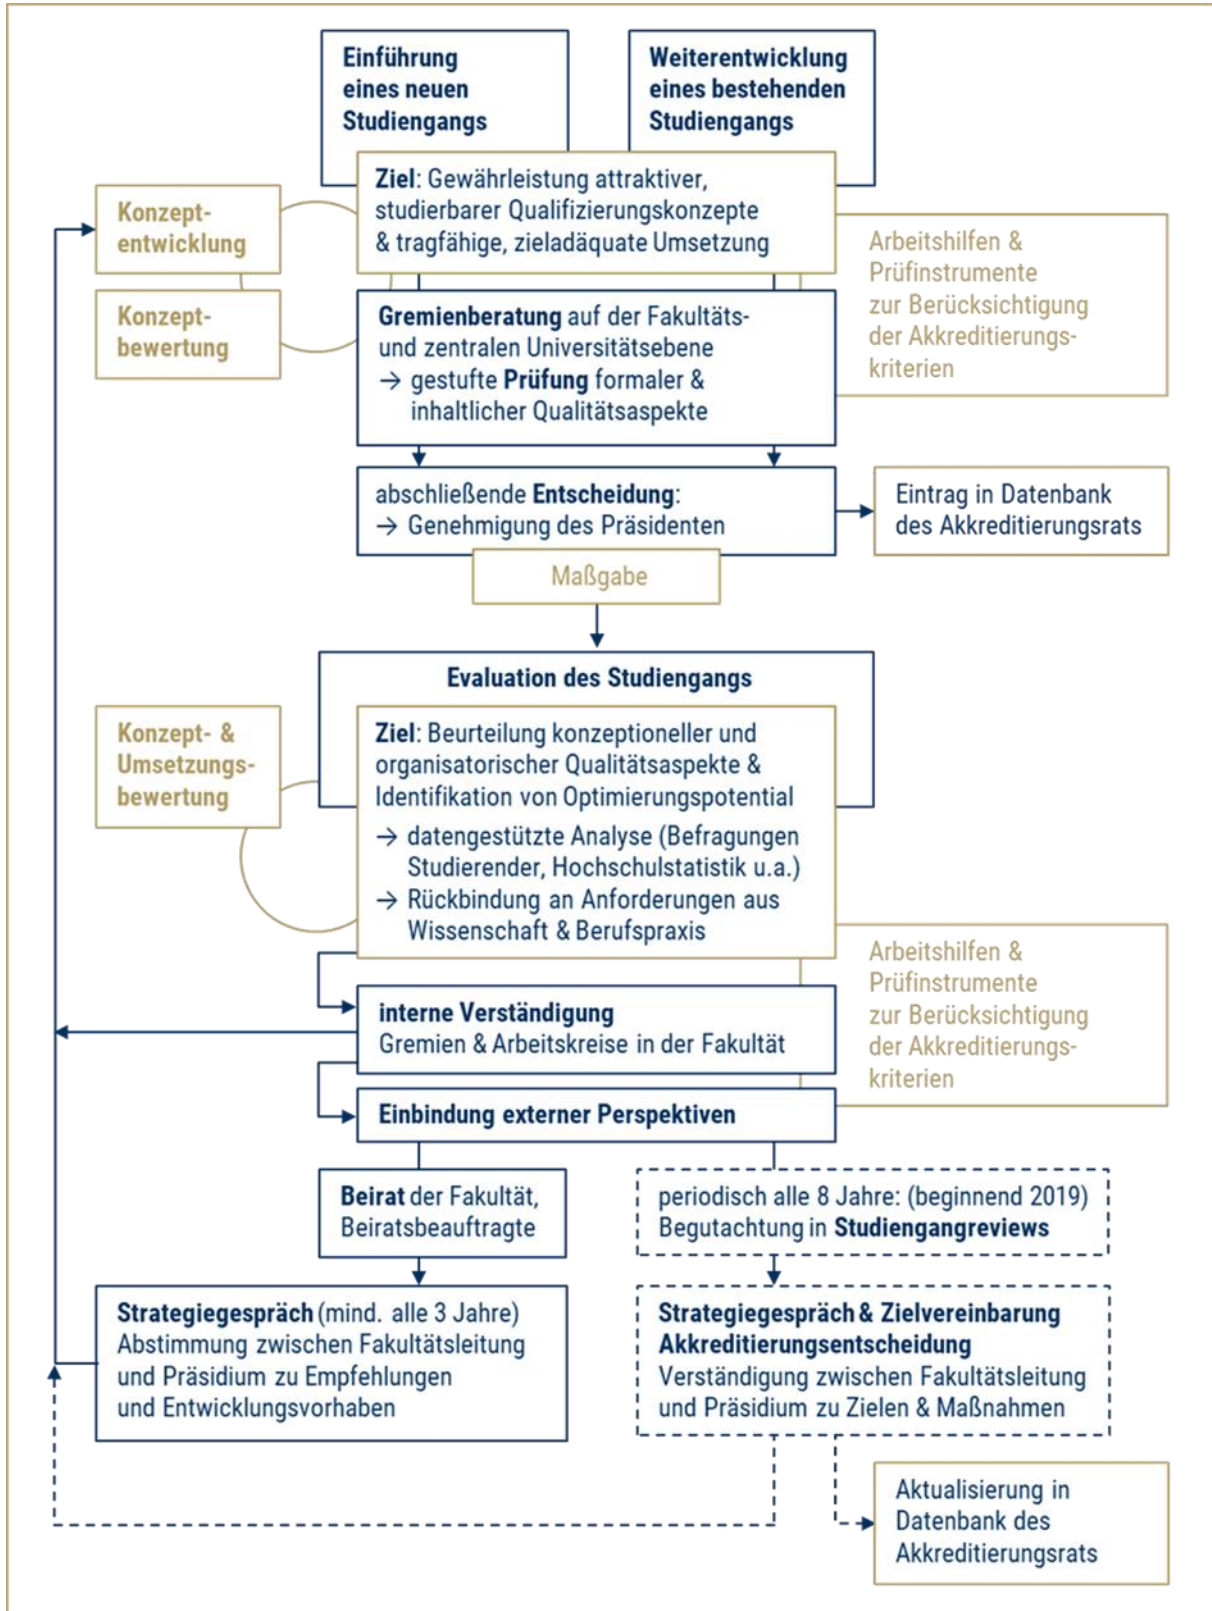 Einführung
eines neuen
Studiengangs
Weiterentwicklung
eines bestehenden
Studiengangs
Ziel: Gewährleistung attraktiver,
studierbarer Qualifizierungskonzepte
& tragfähige, zieladäquate Umsetzung
Konzept-
entwicklung
Konzept-
bewertung
Arbeitshilfen &
Prüfinstrumente
zur Berücksichtigung
der Akkreditierungs-
kriterien
Gremienberatung auf der Fakultäts-
und zentralen Universitätsebene
→ gestufte Prüfung formaler &
inhaltlicher Qualitätsaspekte
abschließende Entscheidung:
→ Genehmigung des Präsidenten
Eintrag in Datenbank
des Akkreditierungsrats
Maßgabe
Evaluation des Studiengangs
Konzept- &
Umsetzungs-
bewertung
Ziel: Beurteilung konzeptioneller und
organisatorischer Qualitätsaspekte &
Identifikation von Optimierungspotential
→ datengestützte Analyse (Befragungen
Studierender, Hochschulstatistik u.a.)
→ Rückbindung an Anforderungen aus
Wissenschaft & Berufspraxis
Arbeitshilfen &
Prüfinstrumente
zur Berücksichtigung
der Akkreditierungs-
kriterien
interne Verständigung
Gremien & Arbeitskreise in der Fakultät
Einbindung externer Perspektiven
Beirat der Fakultät,
Beiratsbeauftragte
periodisch alle 8 Jahre: (beginnend 2019)
Begutachtung in Studiengangreviews
Strategiegespräch (mind. alle 3 Jahre)
Abstimmung zwischen Fakultätsleitung
und Präsidium zu Empfehlungen
und Entwicklungsvorhaben
Strategiegespräch & Zielvereinbarung
Akkreditierungsentscheidung
Verständigung zwischen Fakultätsleitung
und Präsidium zu Zielen & Maßnahmen
Aktualisierung in
Datenbank des
Akkreditierungsrats